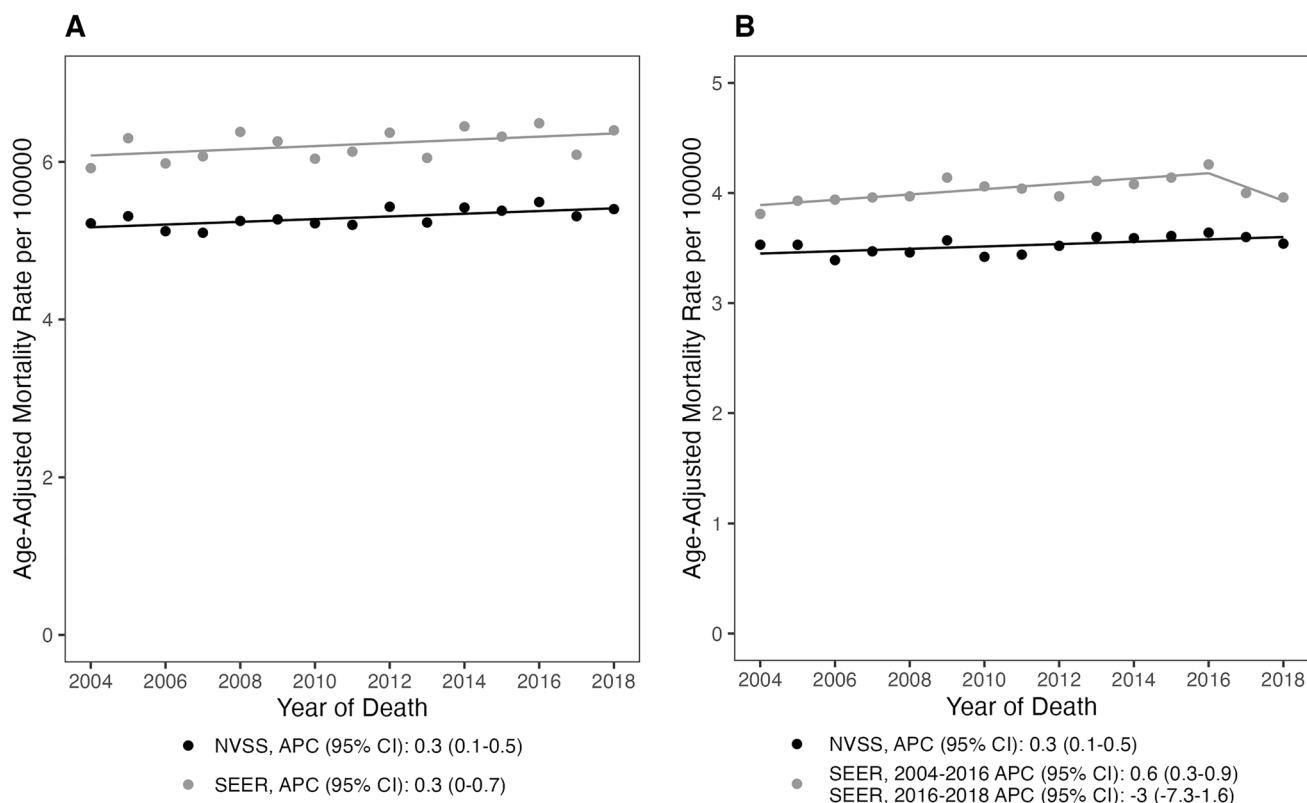 A
Age-Adjusted Mortality Rate per 100000
6
4
2
0
2004 2006 2007 2008 2010 2012 2014 2016 2018
Year of Death
NVSS, APC (95% CI): 0.3 (0.1-0.5)
SEER, APC (95% CI): 0.3 (0-0.7)
B
Age-Adjusted Mortality Rate per 100000
5
4
3
2
1
0
2004 2006 2008 2010 2012 2014 2016 2018
Year of Death
NVSS, APC (95% CI): 0.3 (0.1-0.5)
SEER, 2004-2016 APC (95% CI): 0.6 (0.3-0.9)
SEER, 2016-2018 APC (95% CI): -3 (-7.3-1.6)